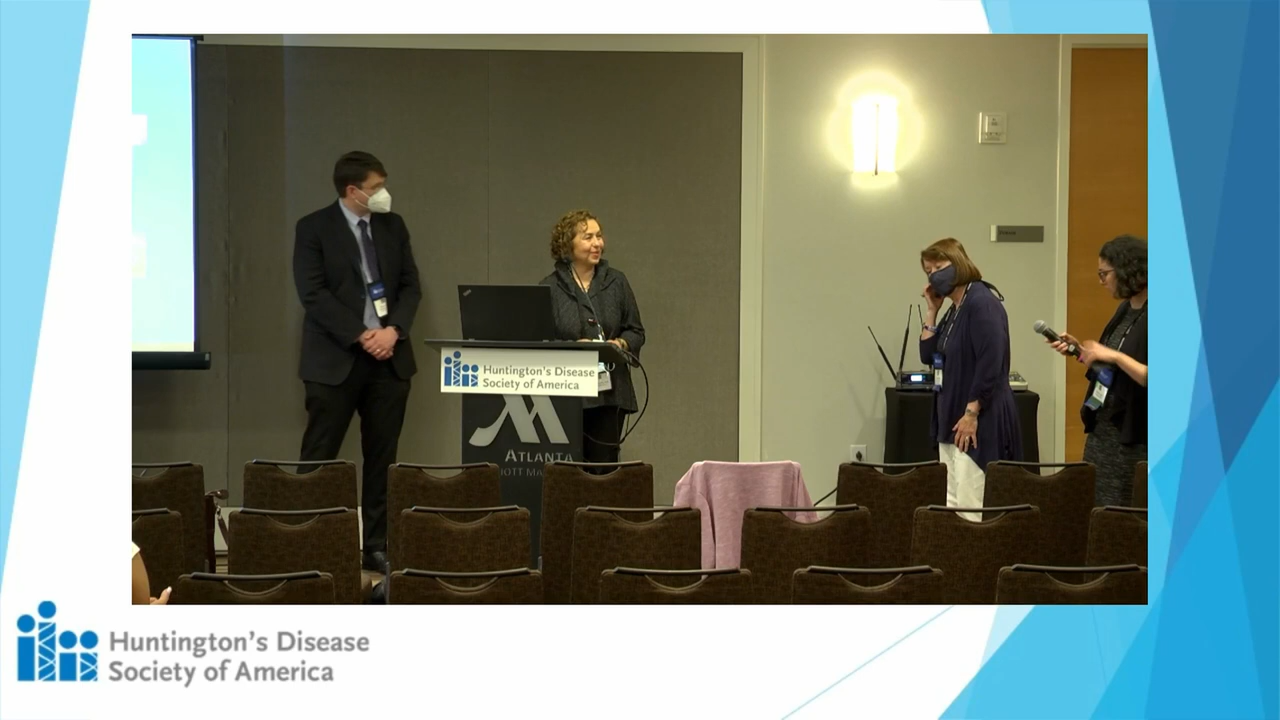 Huntington's Disease
Society of America
ATLANTA
Huntington's Disease
Society of America